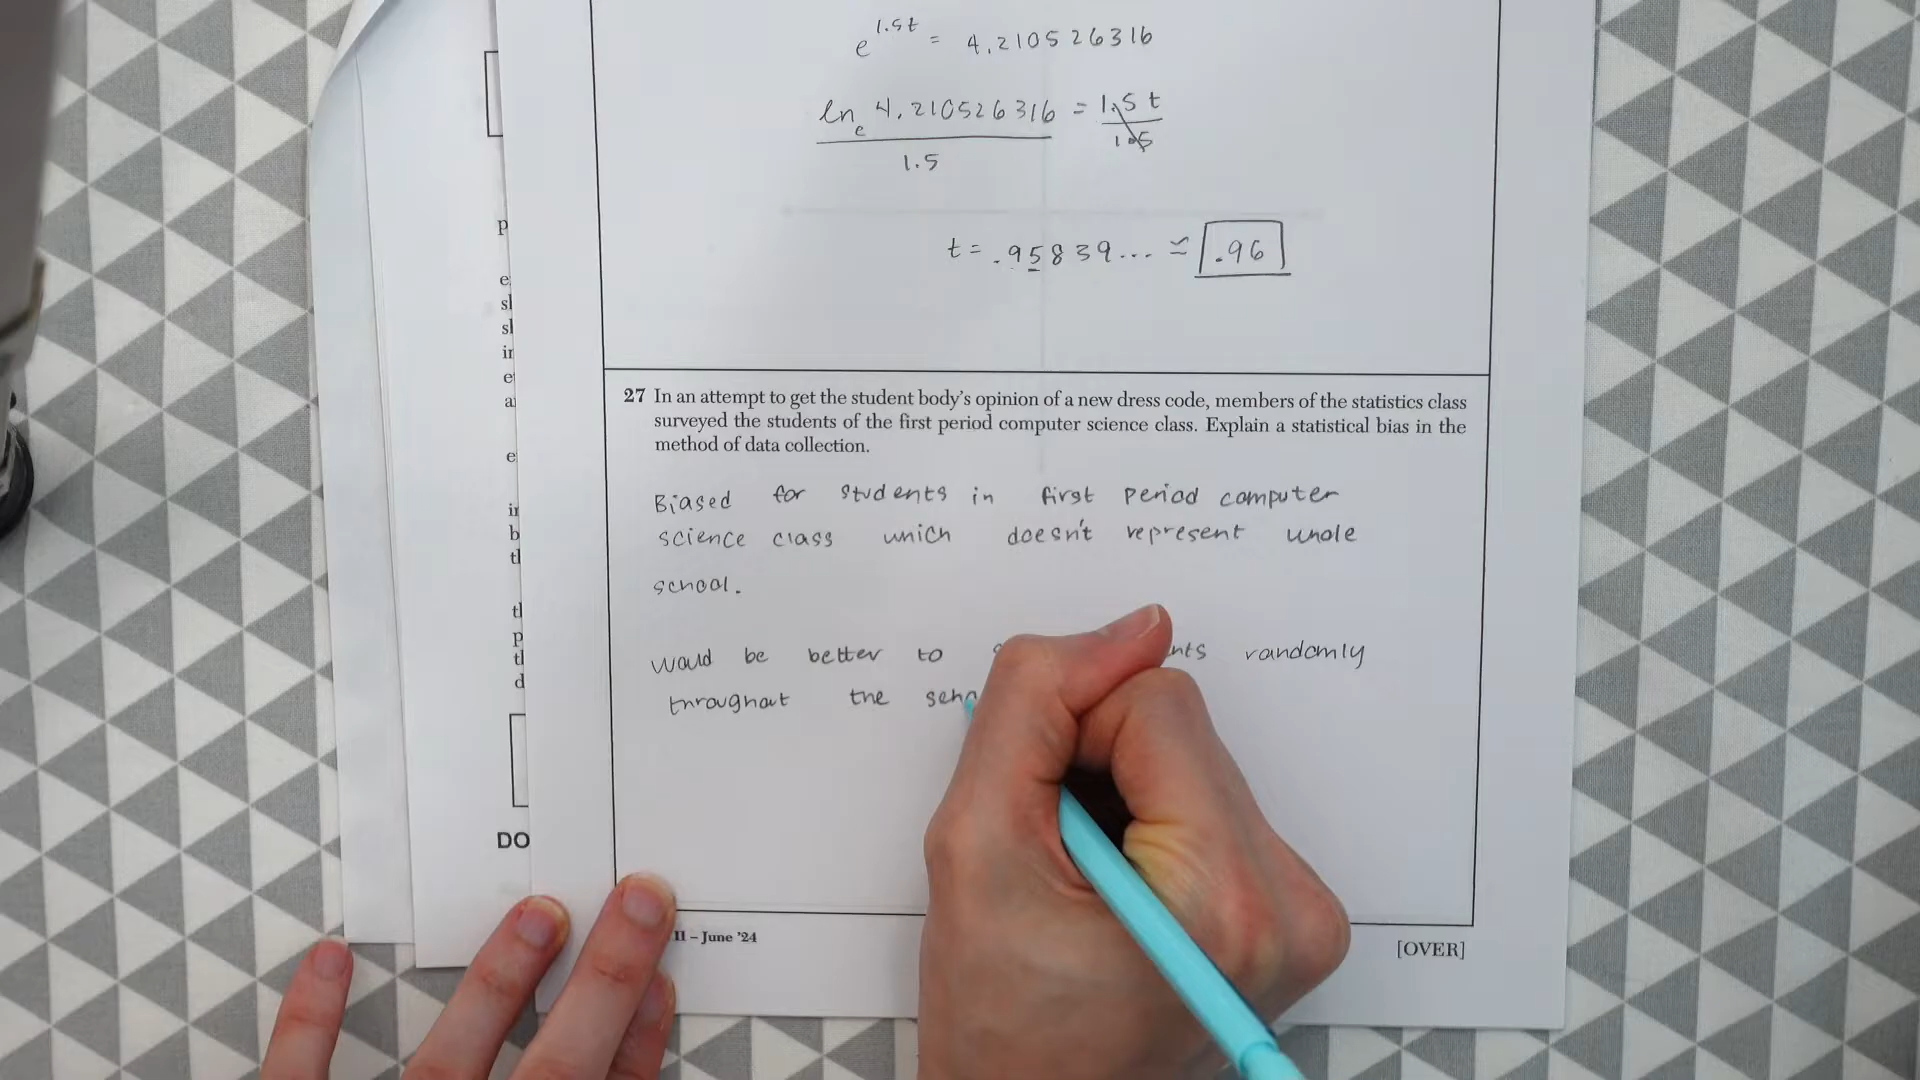 e^1.5t = 4.210526316
ln e 4.210526316 = 1.5 t
1.5 1.5
t = .95839... ≈ .96
27 In an attempt to get the student body's opinion of a new dress code, members of the statistics class
surveyed the students of the first period computer science class. Explain a statistical bias in the
method of data collection.
Biased for students in first period computer
science class which doesn't represent whole
school.
Would be better to randomly
throughout the
II – June '24
[OVER]
DO